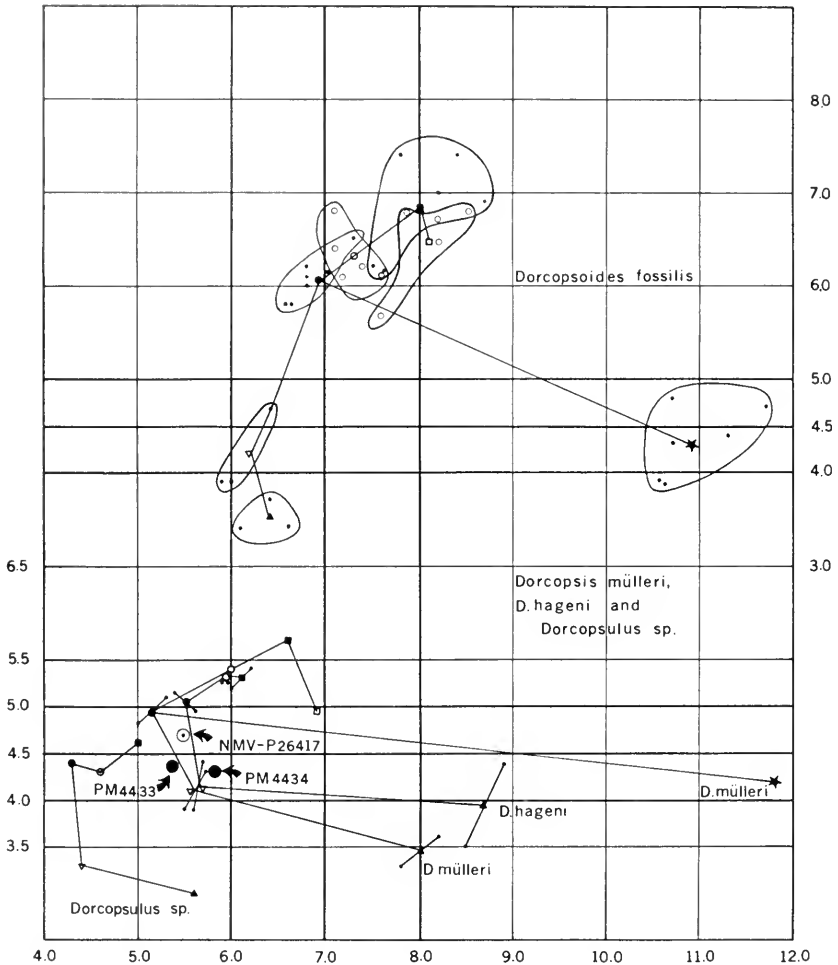 8.0
7.0
Dorcopsoides fossilis
6.0
5.0
4.5
4.0
6.5
3.0
Dorcopsis mülleri,
D. hageni and
Dorcopsulus sp.
5.5
5.0
NMV-P26417
4.5
PM4433
PM4434
D. mülleri
4.0
D. hageni
3.5
D mülleri
Dorcopsulus sp.
4.0 5.0 6.0 7.0 8.0 9.0 10.0 11.0 12.0